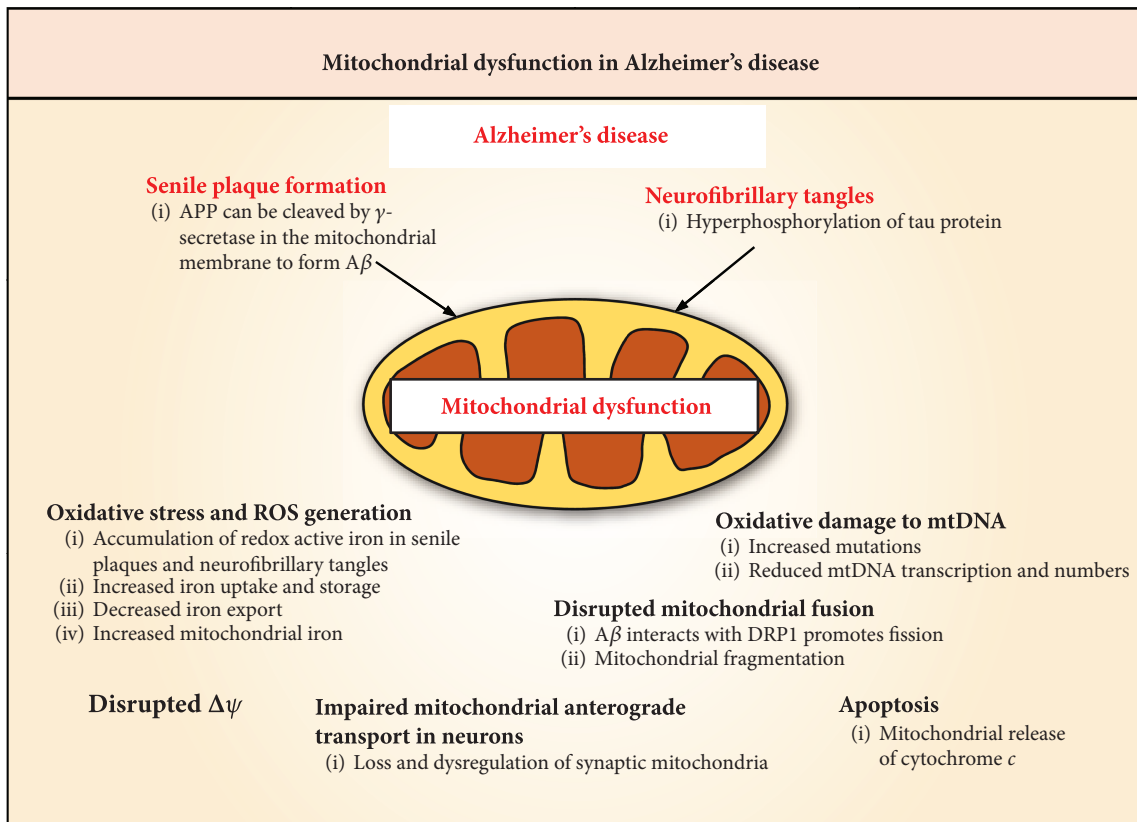 Mitochondrial dysfunction in Alzheimer’s disease
Alzheimer’s disease
Senile plaque formation
(i) APP can be cleaved by γ-
secretase in the mitochondrial
membrane to form Aβ
Neurofibrillary tangles
(i) Hyperphosphorylation of tau protein
Mitochondrial dysfunction
Oxidative stress and ROS generation
(i) Accumulation of redox active iron in senile
plaques and neurofibrillary tangles
(ii) Increased iron uptake and storage
(iii) Decreased iron export
(iv) Increased mitochondrial iron
Oxidative damage to mtDNA
(i) Increased mutations
(ii) Reduced mtDNA transcription and numbers
Disrupted mitochondrial fusion
(i) Aβ interacts with DRP1 promotes fission
(ii) Mitochondrial fragmentation
Disrupted Δψ
Impaired mitochondrial anterograde
transport in neurons
(i) Loss and dysregulation of synaptic mitochondria
Apoptosis
(i) Mitochondrial release
of cytochrome c